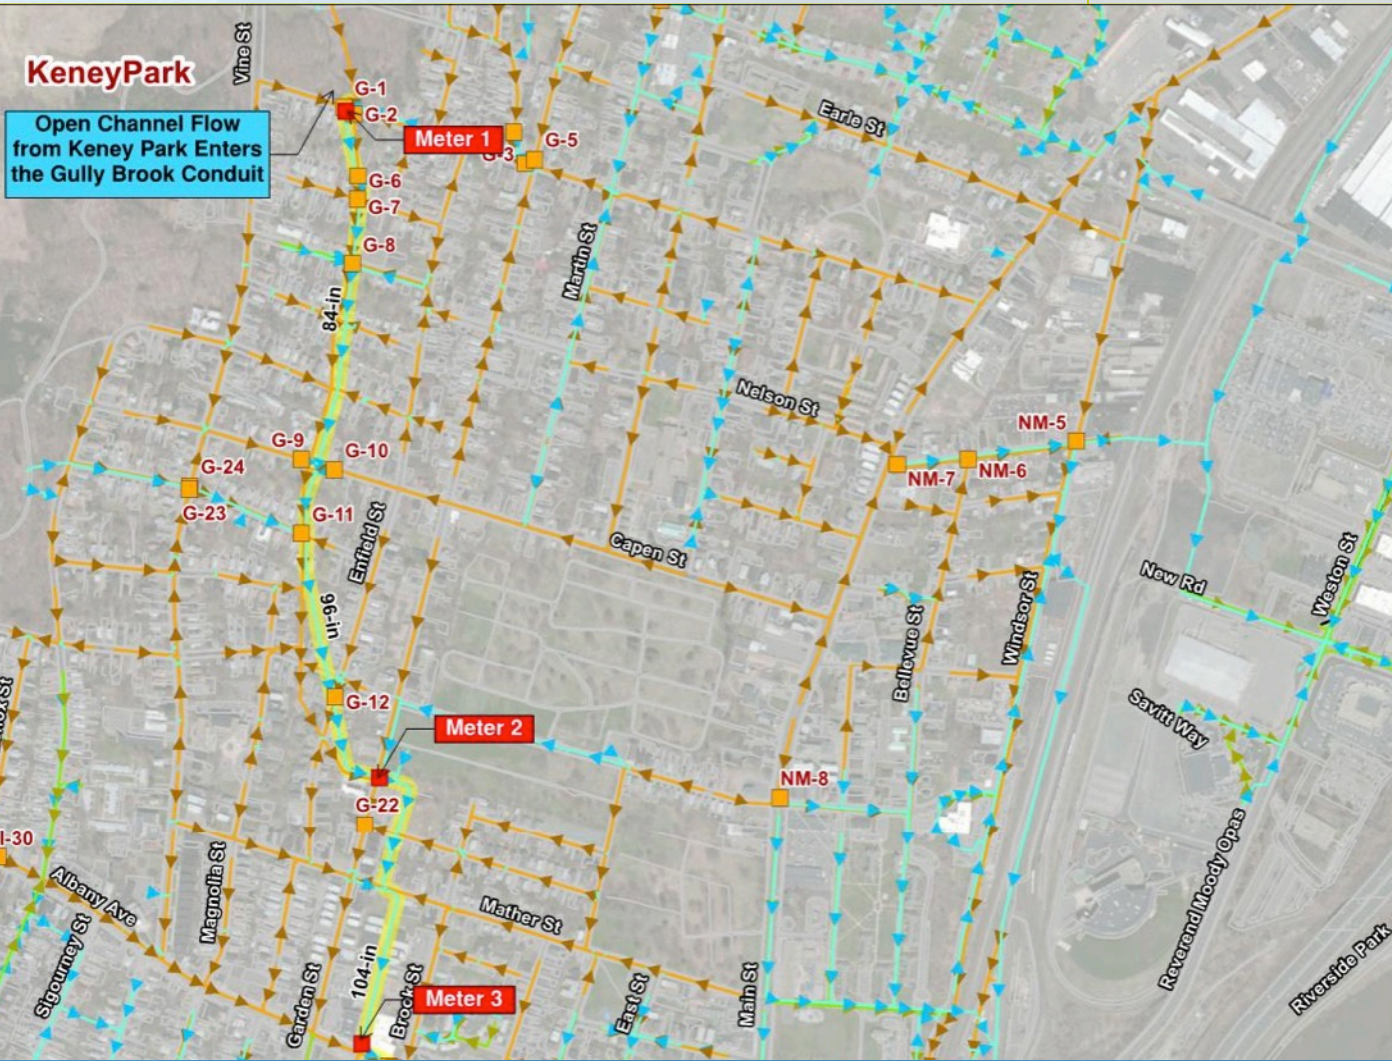 KeneyPark
Vine St
Open Channel Flow
from Keney Park Enters
the Gully Brook Conduit
G-1
G-2
Meter 1
G-3
G-5
Earle St
G-6
G-7
G-8
Martin St
84-in
Nelson St
NM-5
NM-6
NM-7
G-9
G-10
G-24
G-23
G-11
Enfield St
Capen St
New Rd
Weston St
96-in
Bellevue St
Windsor St
G-12
Savitt Way
Meter 2
NM-8
G-22
Albany Ave
Magnolia St
Mather St
Reverend Moody Opas
Sigourney St
104-in
Garden St
Brook St
Meter 3
East St
Main St
Riverside Park